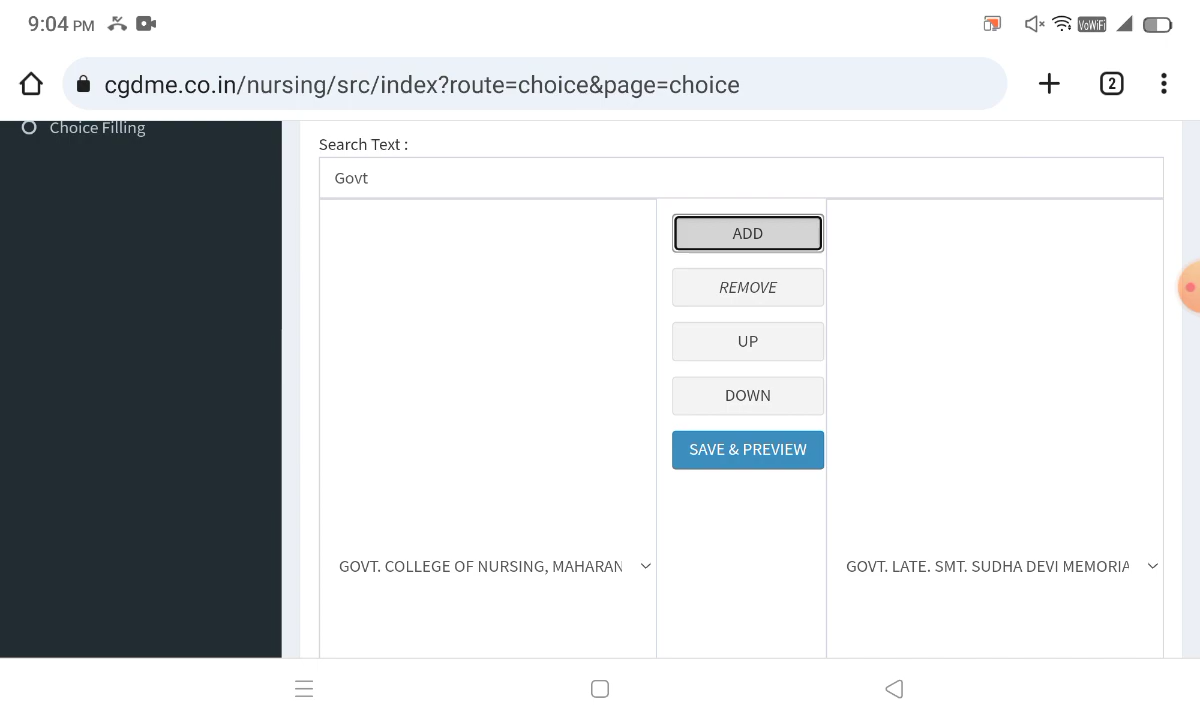 9:04 PM
VoWiFi
cgdme.co.in/nursing/src/index?route=choice&page=choice
2
Choice Filling
Search Text :
Govt
ADD
REMOVE
UP
DOWN
SAVE & PREVIEW
GOVT. COLLEGE OF NURSING, MAHARAN
GOVT. LATE. SMT. SUDHA DEVI MEMORIA